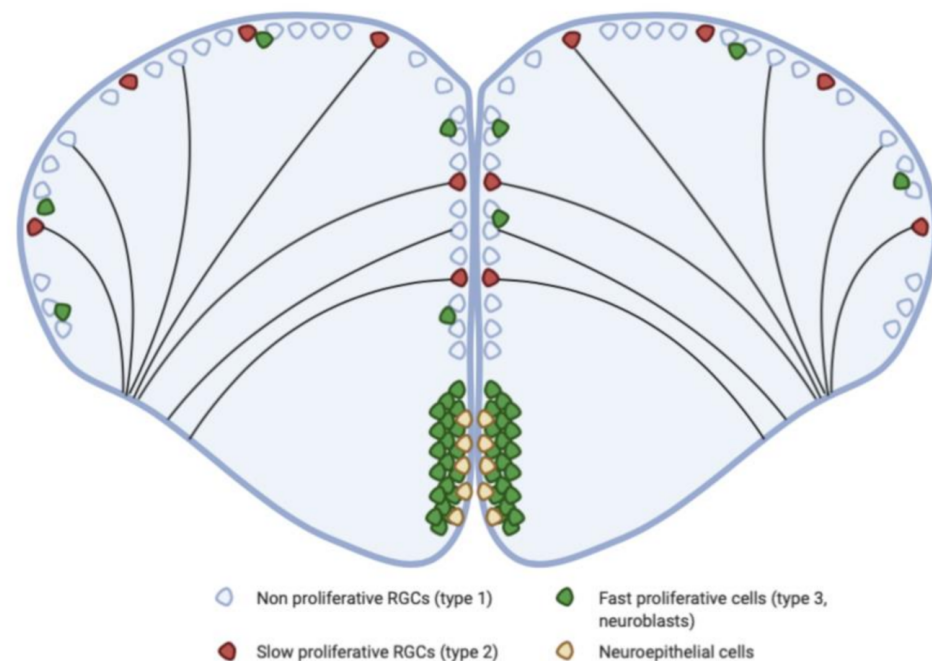 Non proliferative RGCs (type 1)
Fast proliferative cells (type 3,
neuroblasts)
Slow proliferative RGCs (type 2)
Neuroepithelial cells